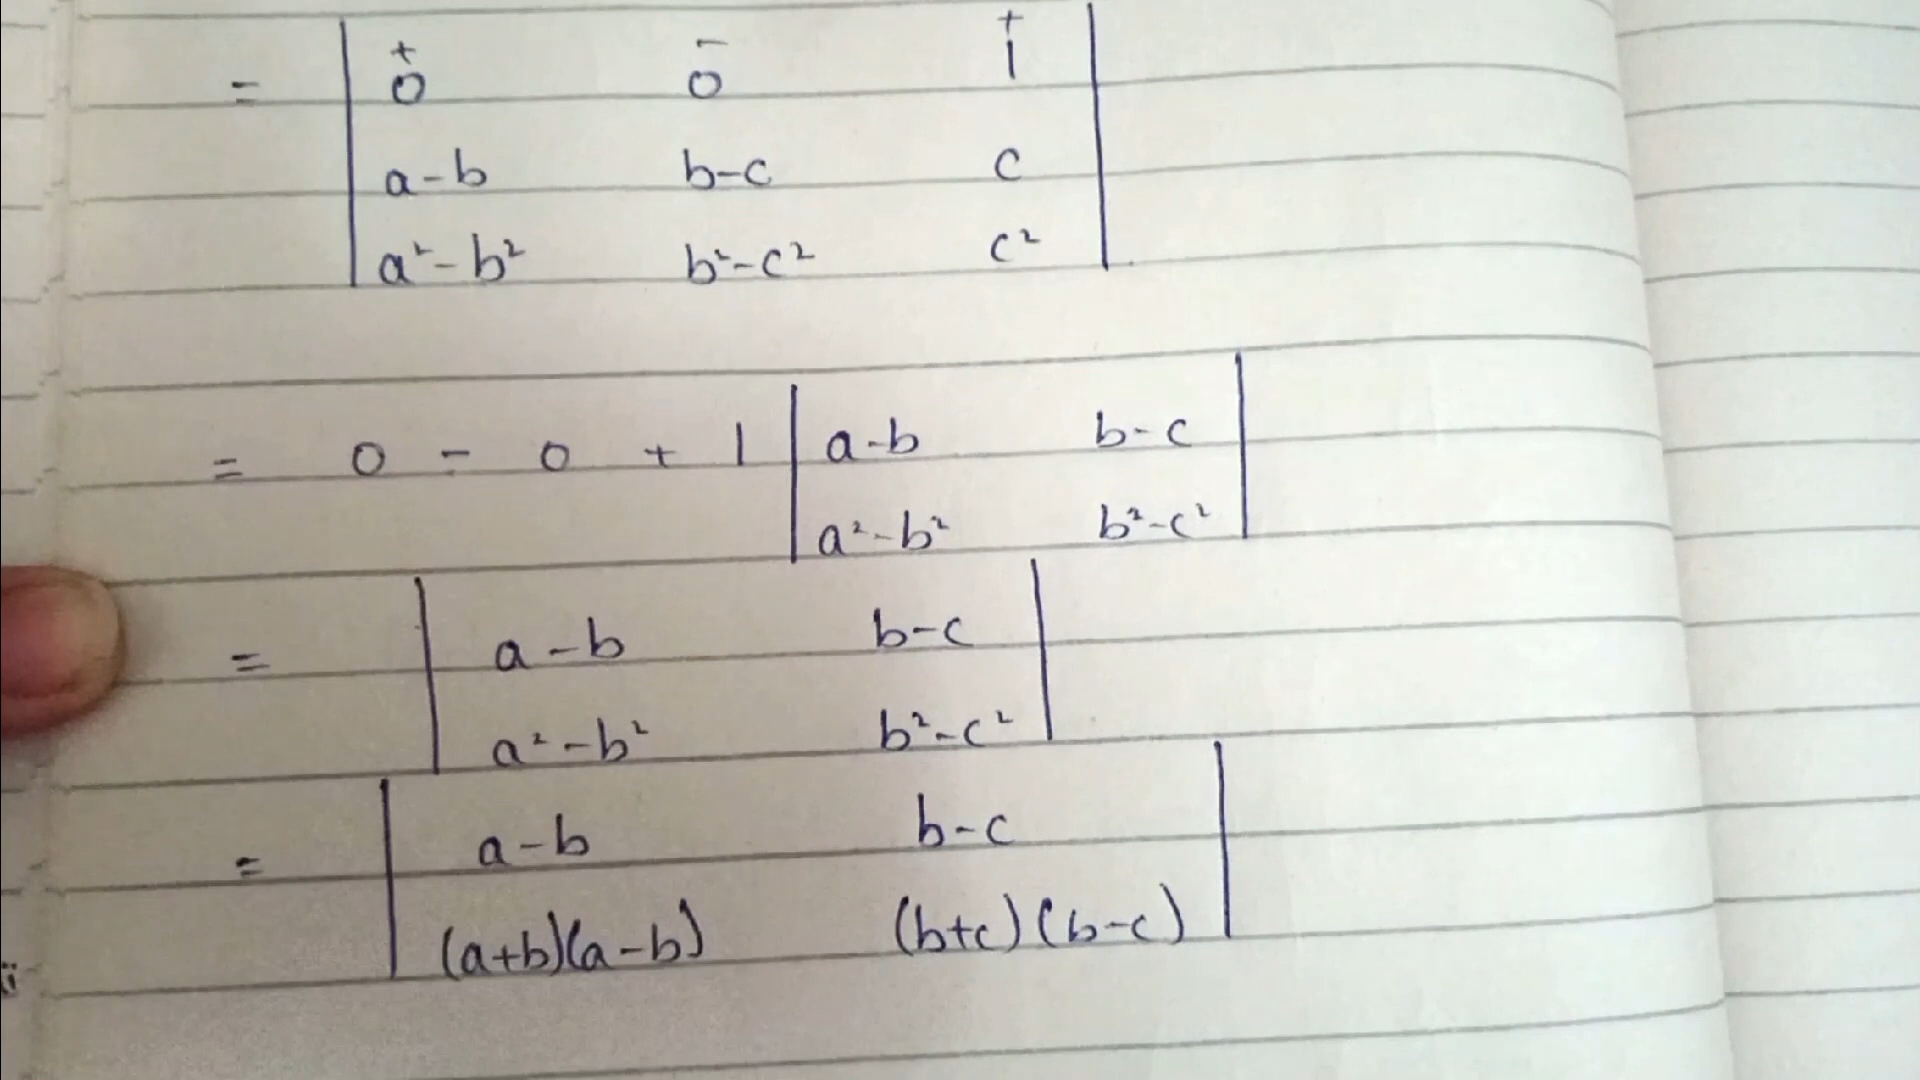 + - +
= | 0 0 1 |
| a-b b-c c |
| a²-b² b²-c² c² |
= 0 - 0 + 1 | a-b b-c |
| a²-b² b²-c² |
= | a-b b-c |
| a²-b² b²-c² |
= | a-b b-c |
| (a+b)(a-b) (b+c)(b-c) |